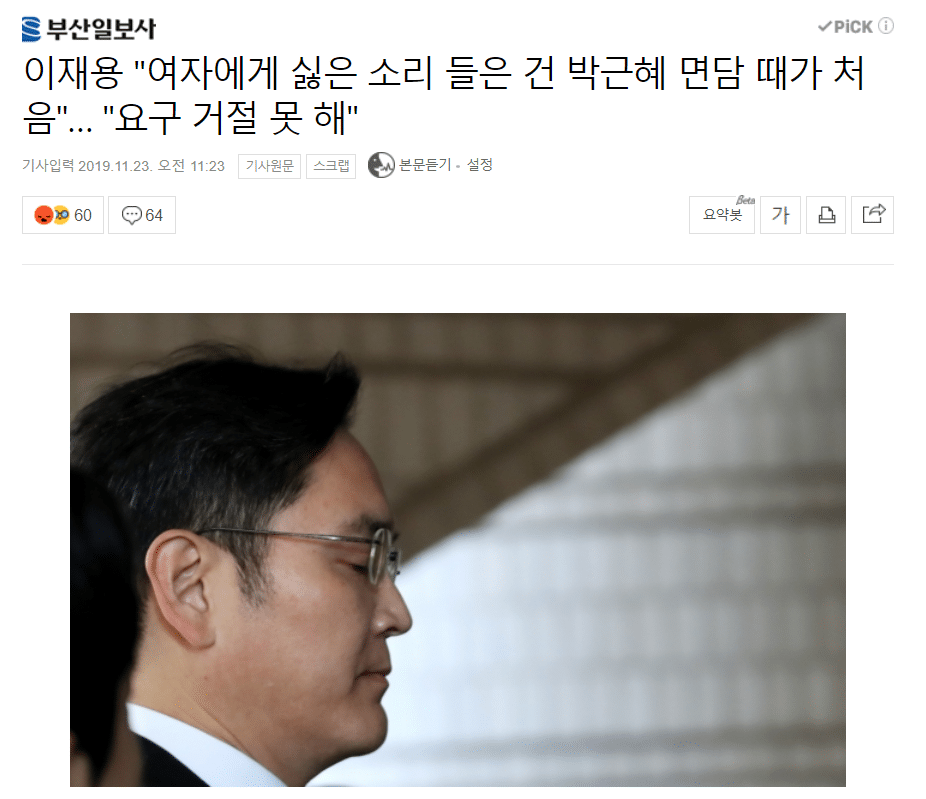 부산일보사
PiCK
이재용 "여자에게 싫은 소리 들은 건 박근혜 면담 때가 처
음"... "요구 거절 못 해"
기사입력 2019.11.23. 오전 11:23 기사원문 스크랩 본문듣기 설정
60 64 요약봇 Beta 가